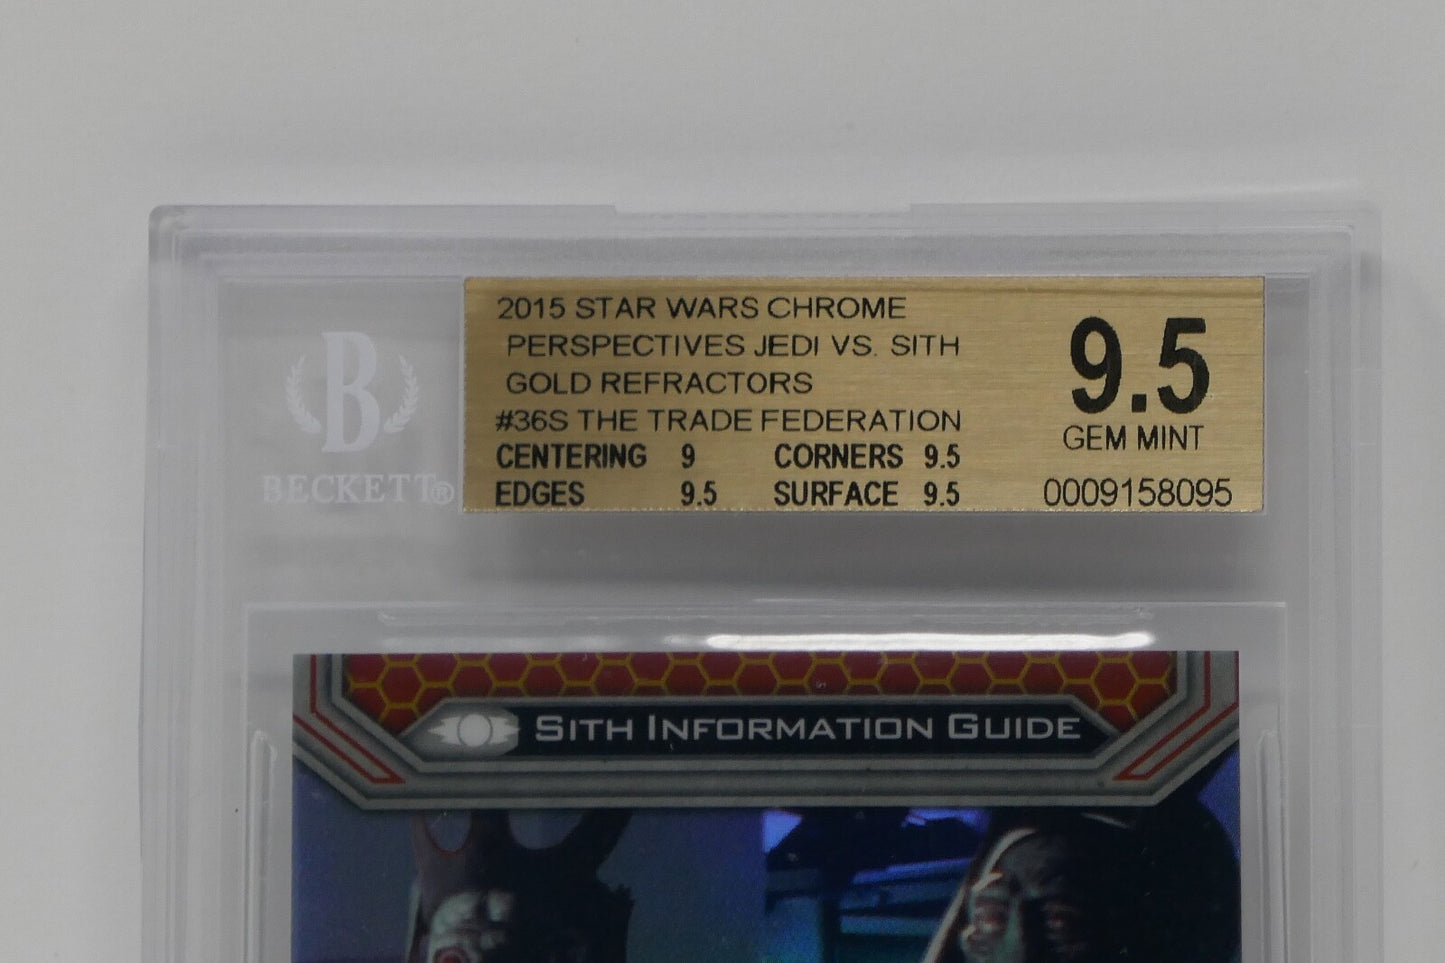 B
BECKETT®
2015 STAR WARS CHROME
PERSPECTIVES JEDI VS. SITH
GOLD REFRACTORS
#36S THE TRADE FEDERATION
CENTERING 9 CORNERS 9.5
EDGES 9.5 SURFACE 9.5
9.5
GEM MINT
0009158095
SITH INFORMATION GUIDE